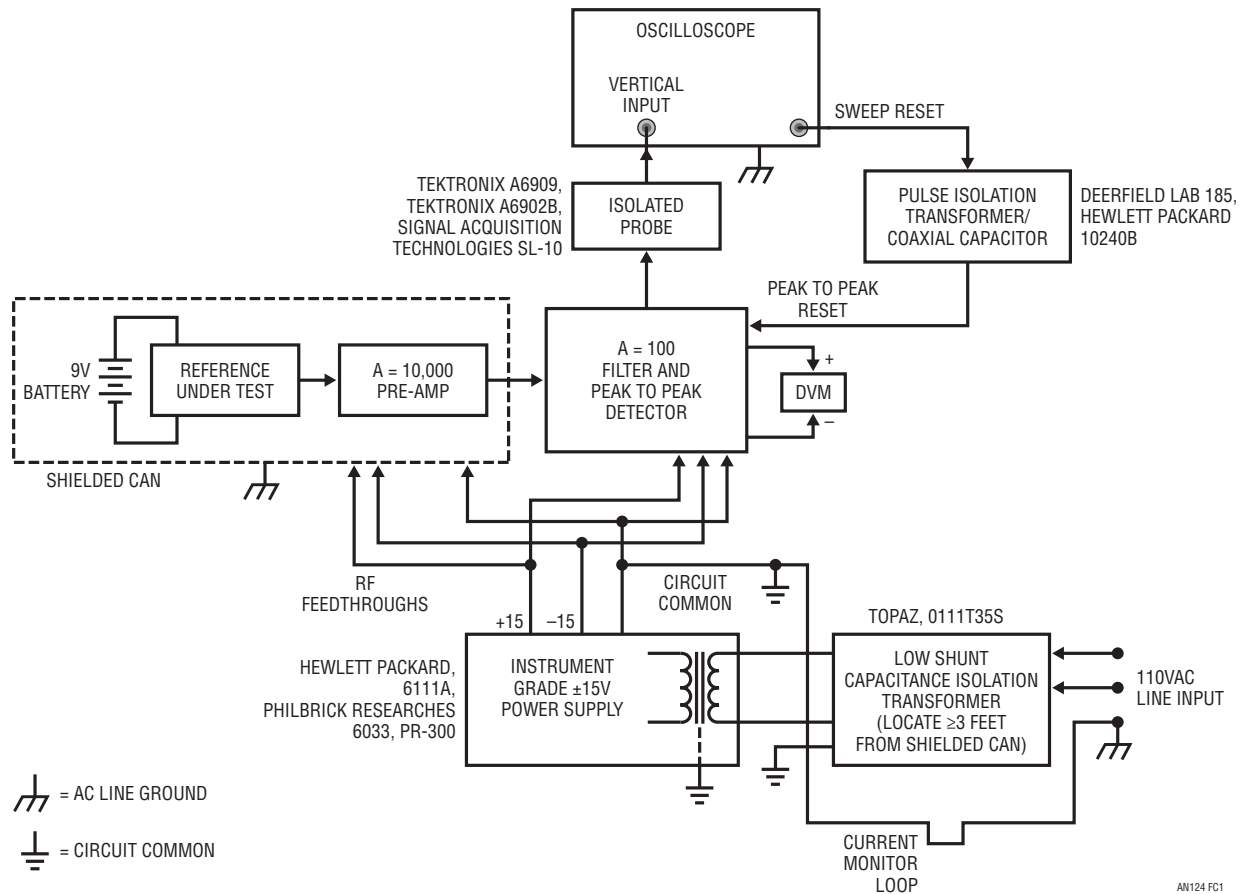 OSCILLOSCOPE
VERTICAL
INPUT
SWEEP RESET
TEKTRONIX A6909,
TEKTRONIX A6902B,
SIGNAL ACQUISITION
TECHNOLOGIES SL-10
ISOLATED
PROBE
PULSE ISOLATION
TRANSFORMER/
COAXIAL CAPACITOR
DEERFIELD LAB 185,
HEWLETT PACKARD
10240B
PEAK TO PEAK
RESET
9V
BATTERY
REFERENCE
UNDER TEST
A = 10,000
PRE-AMP
A = 100
FILTER AND
PEAK TO PEAK
DETECTOR
+
DVM
–
SHIELDED CAN
RF
FEEDTHROUGHS
+15
–15
CIRCUIT
COMMON
TOPAZ, 0111T35S
HEWLETT PACKARD,
6111A,
PHILBRICK RESEARCHES
6033, PR-300
INSTRUMENT
GRADE ±15V
POWER SUPPLY
LOW SHUNT
CAPACITANCE ISOLATION
TRANSFORMER
(LOCATE ≥3 FEET
FROM SHIELDED CAN)
110VAC
LINE INPUT
= AC LINE GROUND
= CIRCUIT COMMON
CURRENT
MONITOR
LOOP
AN124 FC1